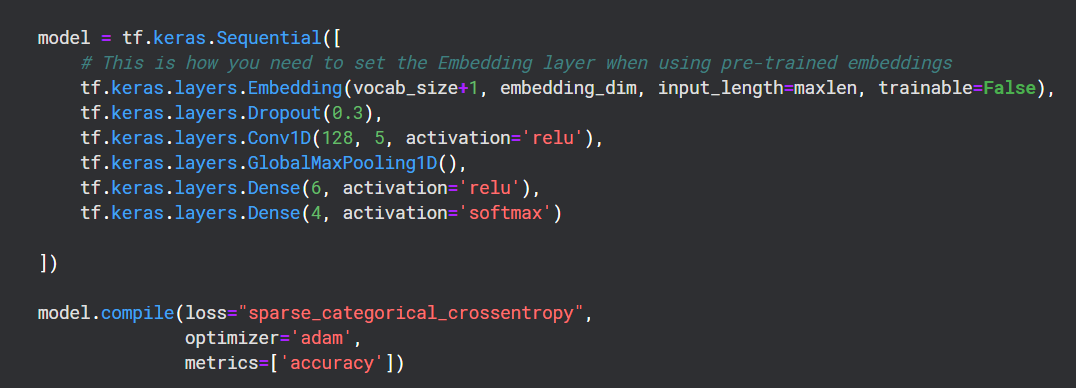 model = tf.keras.Sequential([
    # This is how you need to set the Embedding layer when using pre-trained embeddings
    tf.keras.layers.Embedding(vocab_size+1, embedding_dim, input_length=maxlen, trainable=False),
    tf.keras.layers.Dropout(0.3),
    tf.keras.layers.Conv1D(128, 5, activation='relu'),
    tf.keras.layers.GlobalMaxPooling1D(),
    tf.keras.layers.Dense(6, activation='relu'),
    tf.keras.layers.Dense(4, activation='softmax')
])
model.compile(loss="sparse_categorical_crossentropy",
              optimizer='adam',
              metrics=['accuracy'])